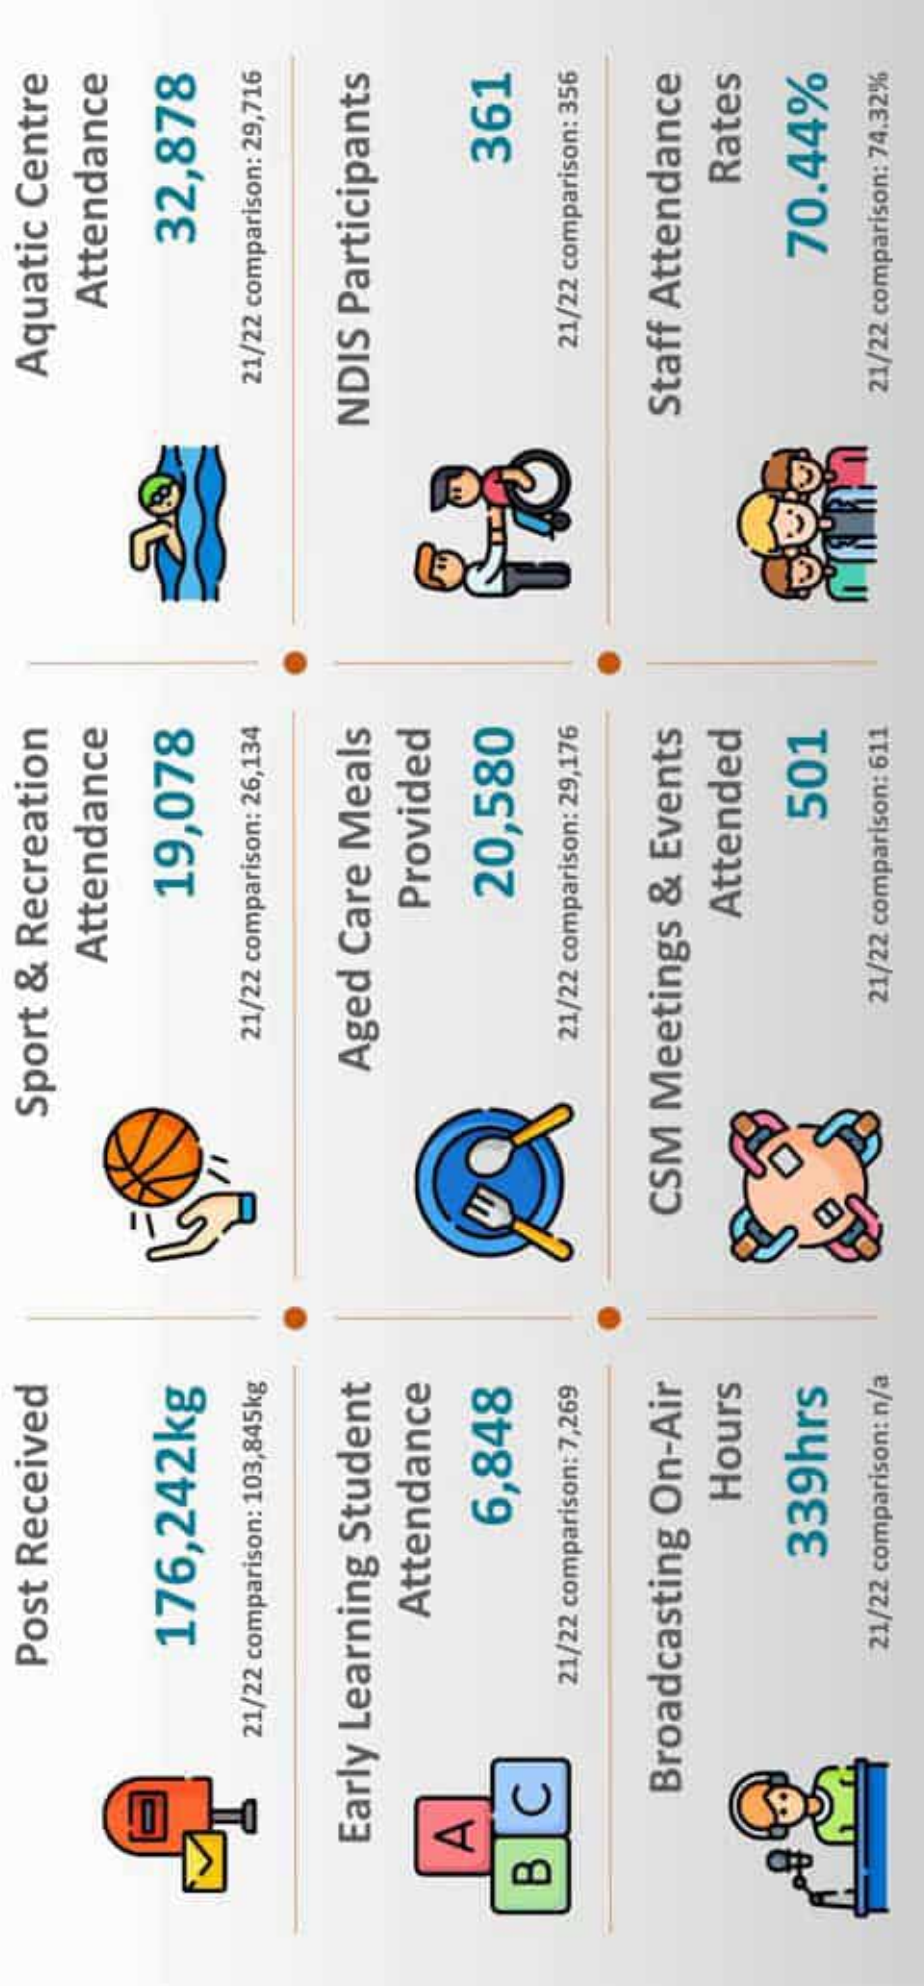 Post Received
176,242kg
21/22 comparison: 103,845kg
Sport & Recreation
Attendance
19,078
21/22 comparison: 26,134
Aquatic Centre
Attendance
32,878
21/22 comparison: 29,716
Early Learning Student
Attendance
6,848
21/22 comparison: 7,269
A
B
C
Aged Care Meals
Provided
20,580
21/22 comparison: 29,176
NDIS Participants
361
21/22 comparison: 356
Broadcasting On-Air
Hours
339hrs
21/22 comparison: n/a
CSM Meetings & Events
Attended
501
21/22 comparison: 611
Staff Attendance
Rates
70.44%
21/22 comparison: 74.32%